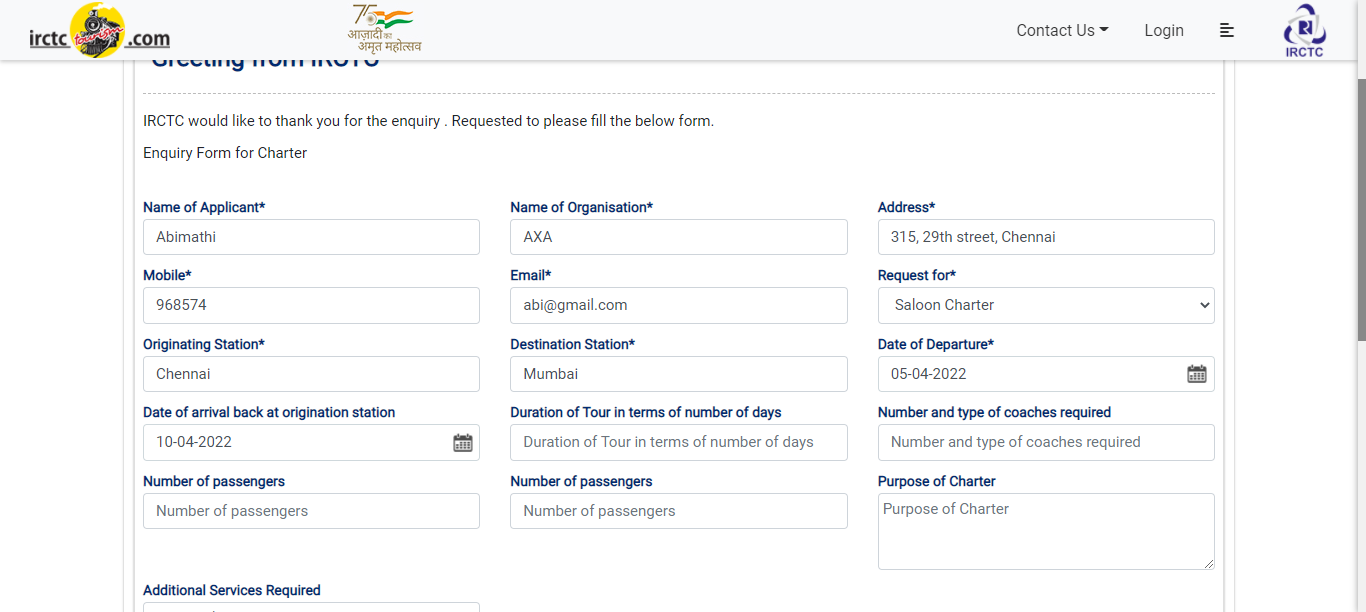 irctc tourism .com
75 आज़ादी का
अमृत महोत्सव
Contact Us
Login
IRCTC
Greeting from IRCTC
IRCTC would like to thank you for the enquiry . Requested to please fill the below form.
Enquiry Form for Charter
Name of Applicant* Name of Organisation* Address*
Abimathi AXA 315, 29th street, Chennai
Mobile* Email* Request for*
968574 abi@gmail.com Saloon Charter
Originating Station* Destination Station* Date of Departure*
Chennai Mumbai 05-04-2022
Date of arrival back at origination station Duration of Tour in terms of number of days Number and type of coaches required
10-04-2022 Duration of Tour in terms of number of days Number and type of coaches required
Number of passengers Number of passengers Purpose of Charter
Number of passengers Number of passengers Purpose of Charter
Additional Services Required